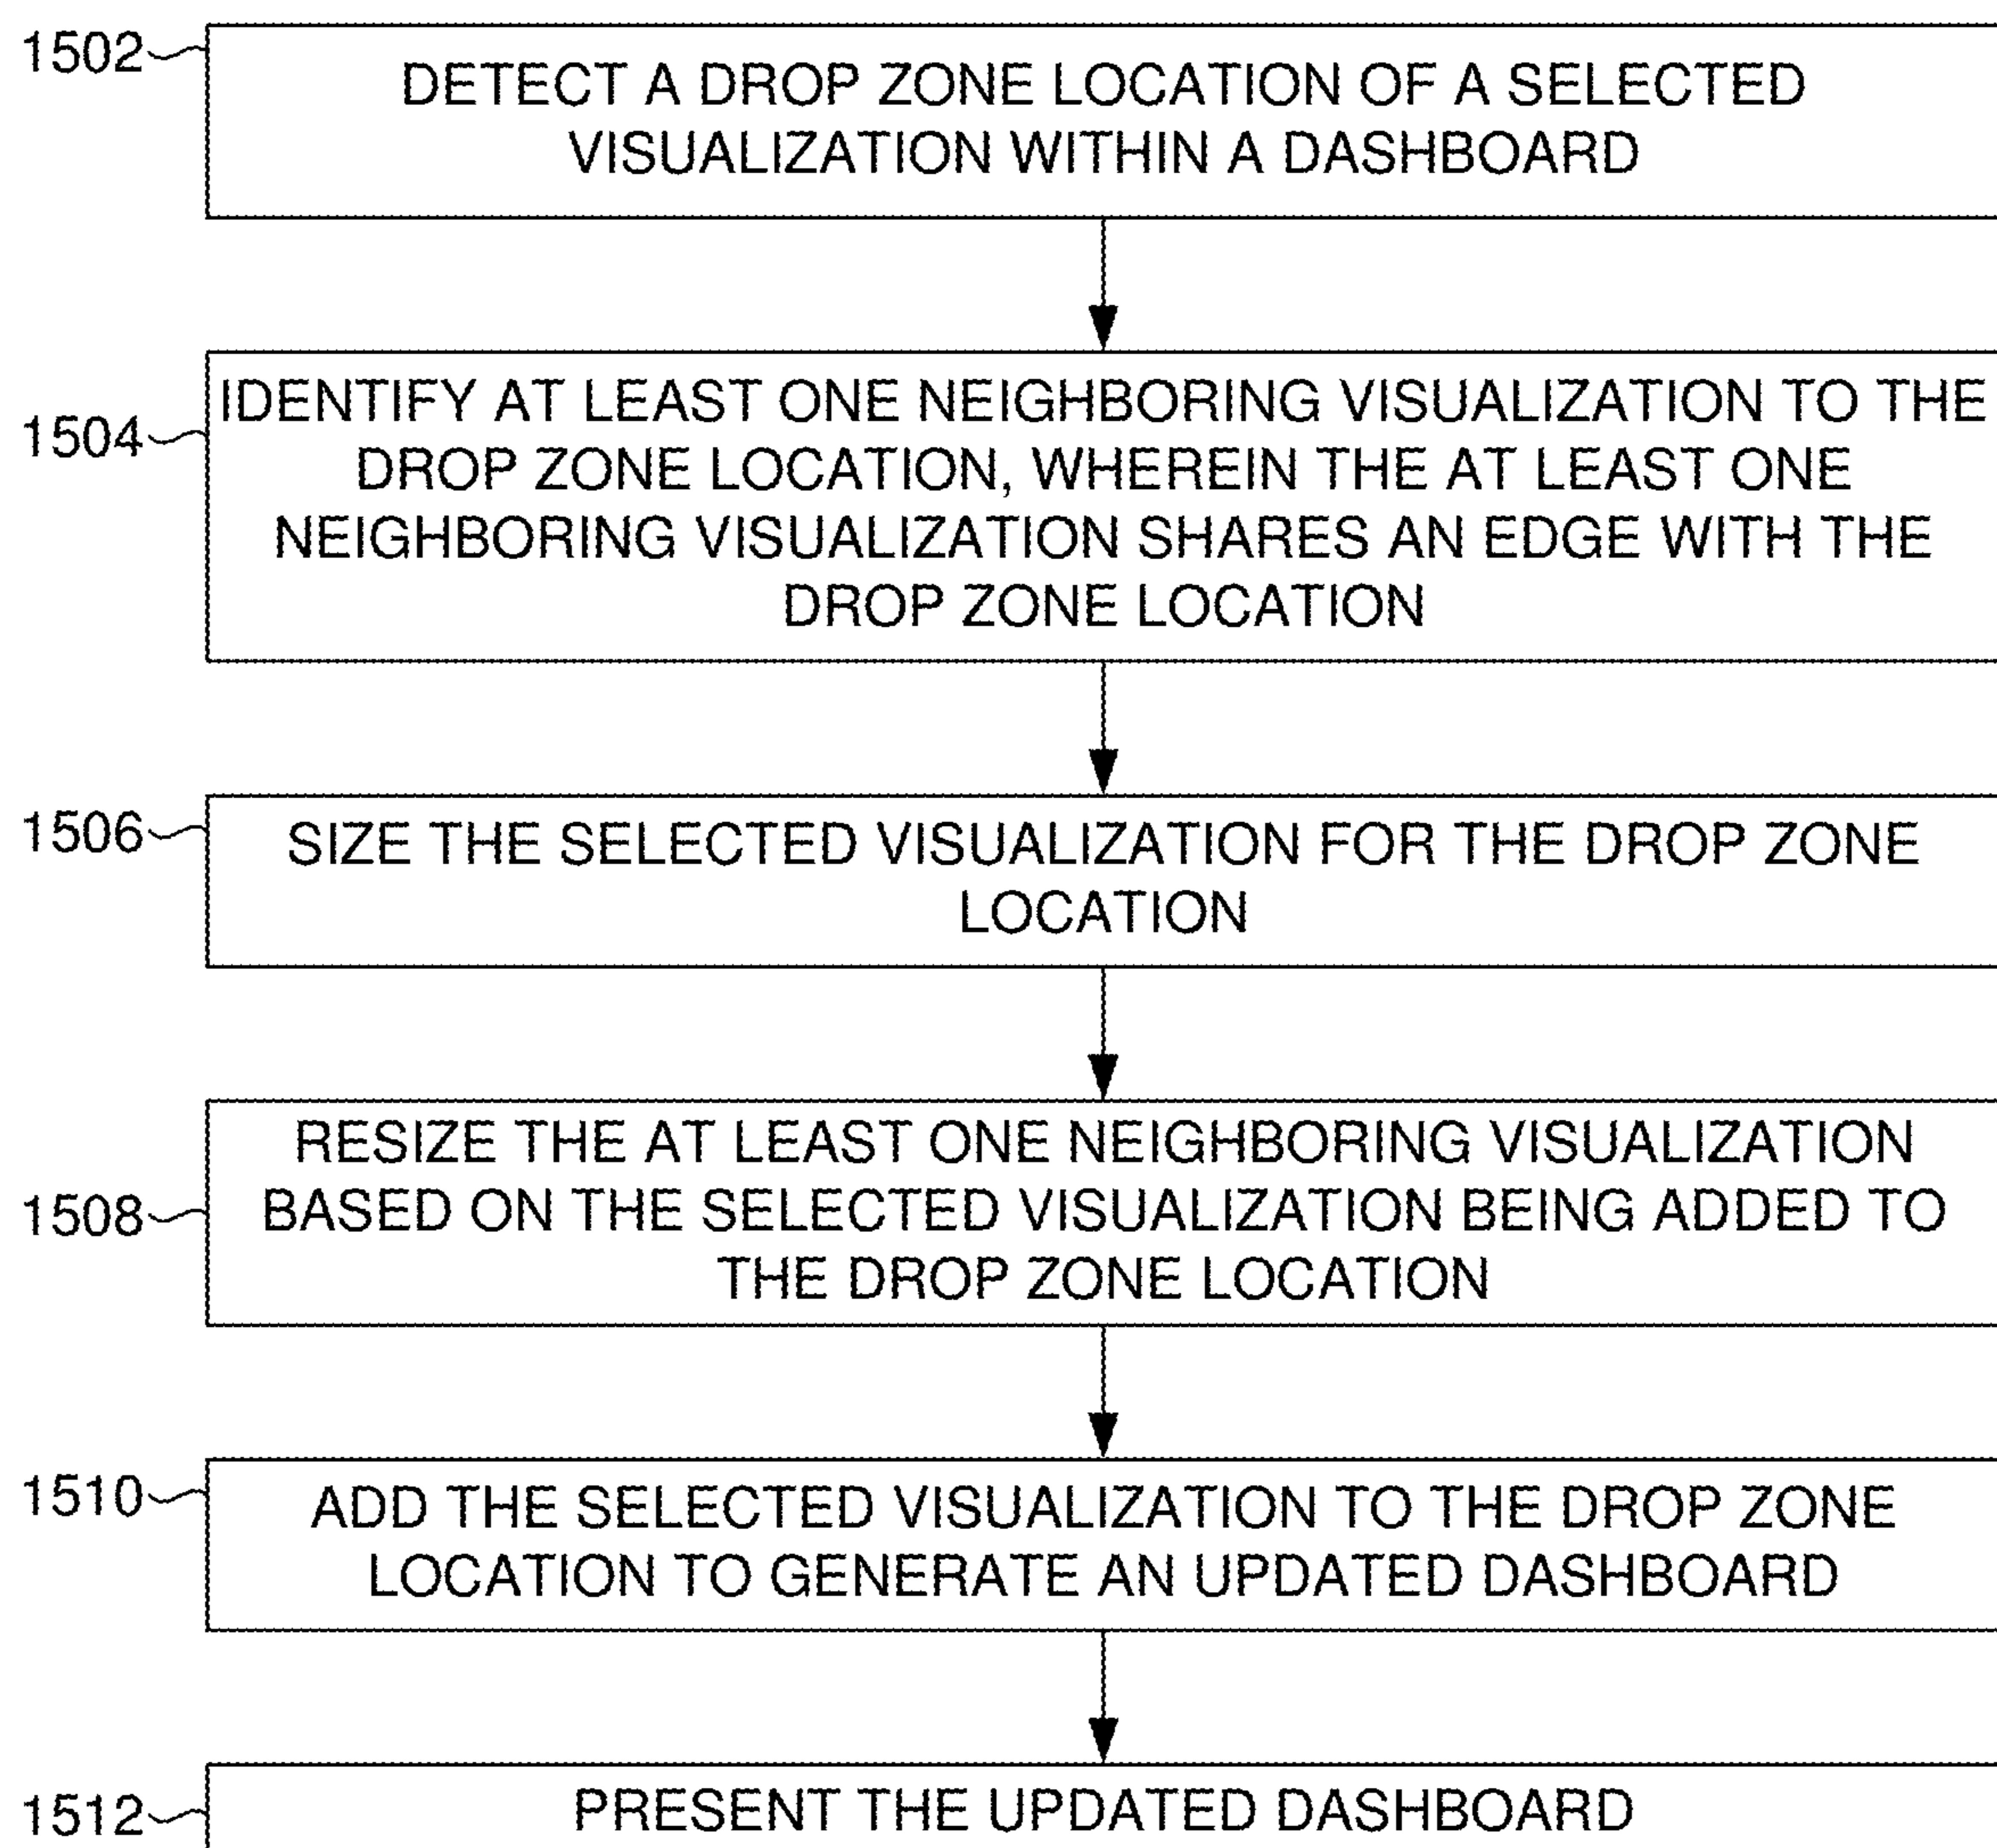 1502
DETECT A DROP ZONE LOCATION OF A SELECTED
VISUALIZATION WITHIN A DASHBOARD
1504
IDENTIFY AT LEAST ONE NEIGHBORING VISUALIZATION TO THE
DROP ZONE LOCATION, WHEREIN THE AT LEAST ONE
NEIGHBORING VISUALIZATION SHARES AN EDGE WITH THE
DROP ZONE LOCATION
1506
SIZE THE SELECTED VISUALIZATION FOR THE DROP ZONE
LOCATION
1508
RESIZE THE AT LEAST ONE NEIGHBORING VISUALIZATION
BASED ON THE SELECTED VISUALIZATION BEING ADDED TO
THE DROP ZONE LOCATION
1510
ADD THE SELECTED VISUALIZATION TO THE DROP ZONE
LOCATION TO GENERATE AN UPDATED DASHBOARD
1512
PRESENT THE UPDATED DASHBOARD